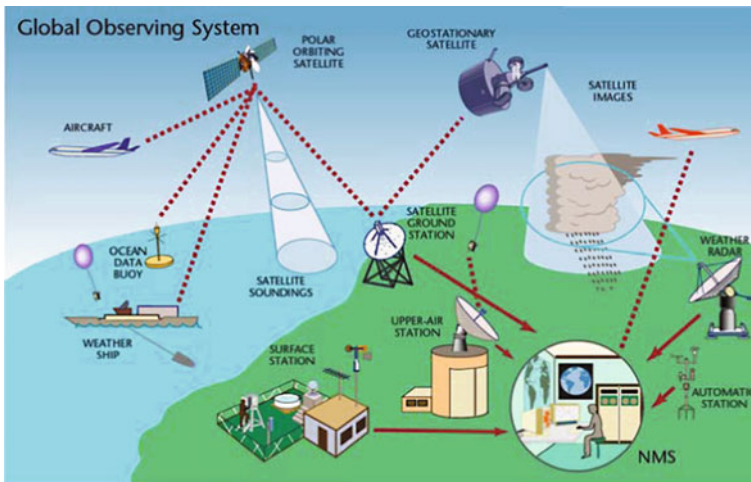 Global Observing System
POLAR
ORBITING
SATELLITE
GEOSTATIONARY
SATELLITE
SATELLITE
IMAGES
AIRCRAFT
OCEAN
DATA
BUOY
SATELLITE
SOUNDINGS
SATELLITE
GROUND
STATION
WEATHER
RADAR
WEATHER
SHIP
SURFACE
STATION
UPPER-AIR
STATION
AUTOMATIC
STATION
NMS